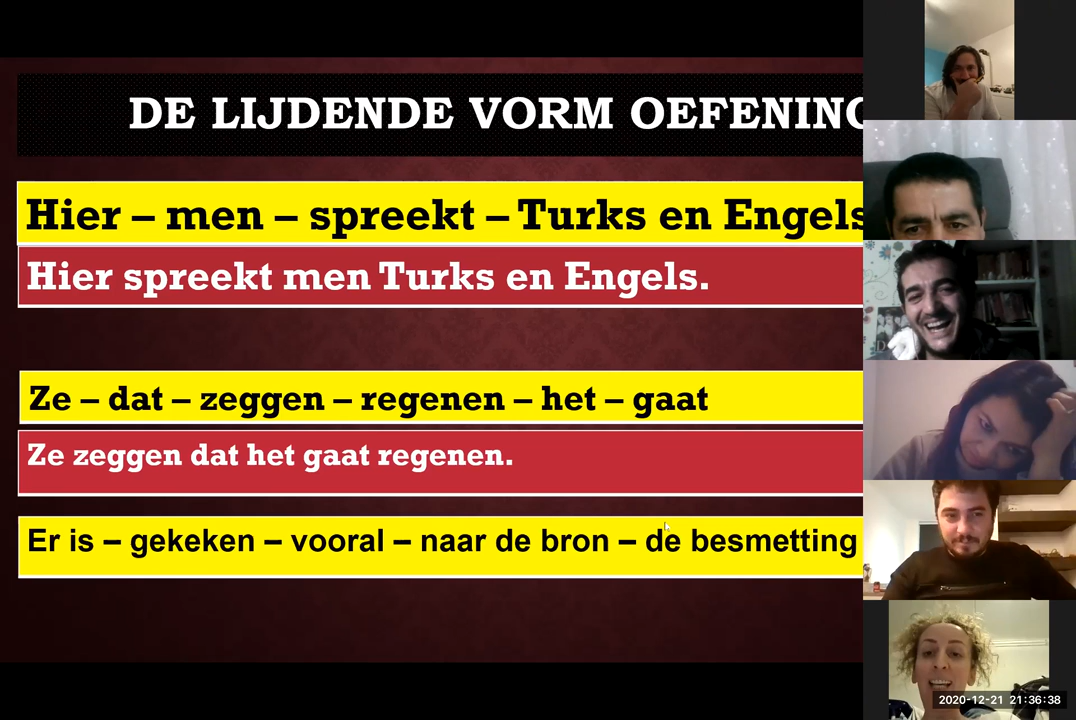 DE LIJDENDE VORM OEFENING
Hier – men – spreekt – Turks en Engels
Hier spreekt men Turks en Engels.
Ze – dat – zeggen – regenen – het – gaat
Ze zeggen dat het gaat regenen.
Er is – gekeken – vooral – naar de bron – de besmetting
2020-12-21 21:36:38